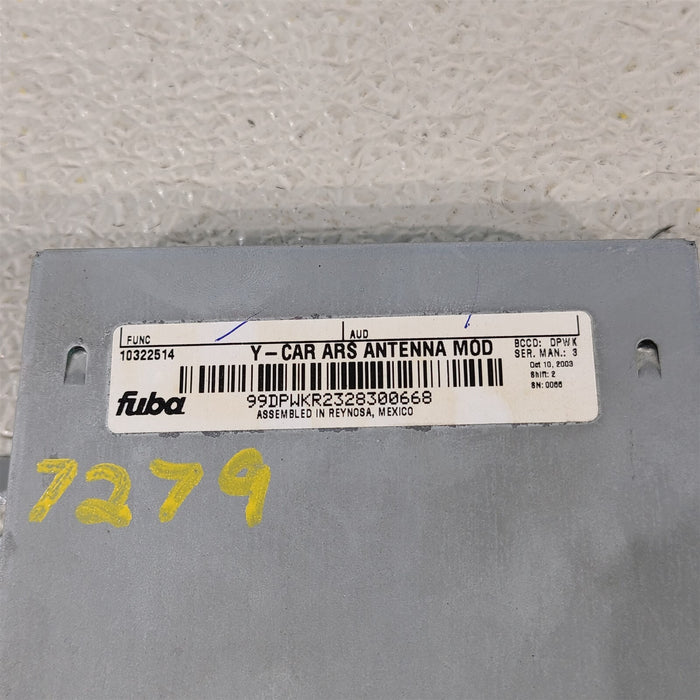 FUNC AUD BCCD: DPWK
10322514 Y-CAR ARS ANTENNA MOD SER. MAN.: 3
Oct 10, 2003
Shift: 2
SN: 0066
fuba 99DPWKR2328300668
ASSEMBLED IN REYNOSA, MEXICO
7279